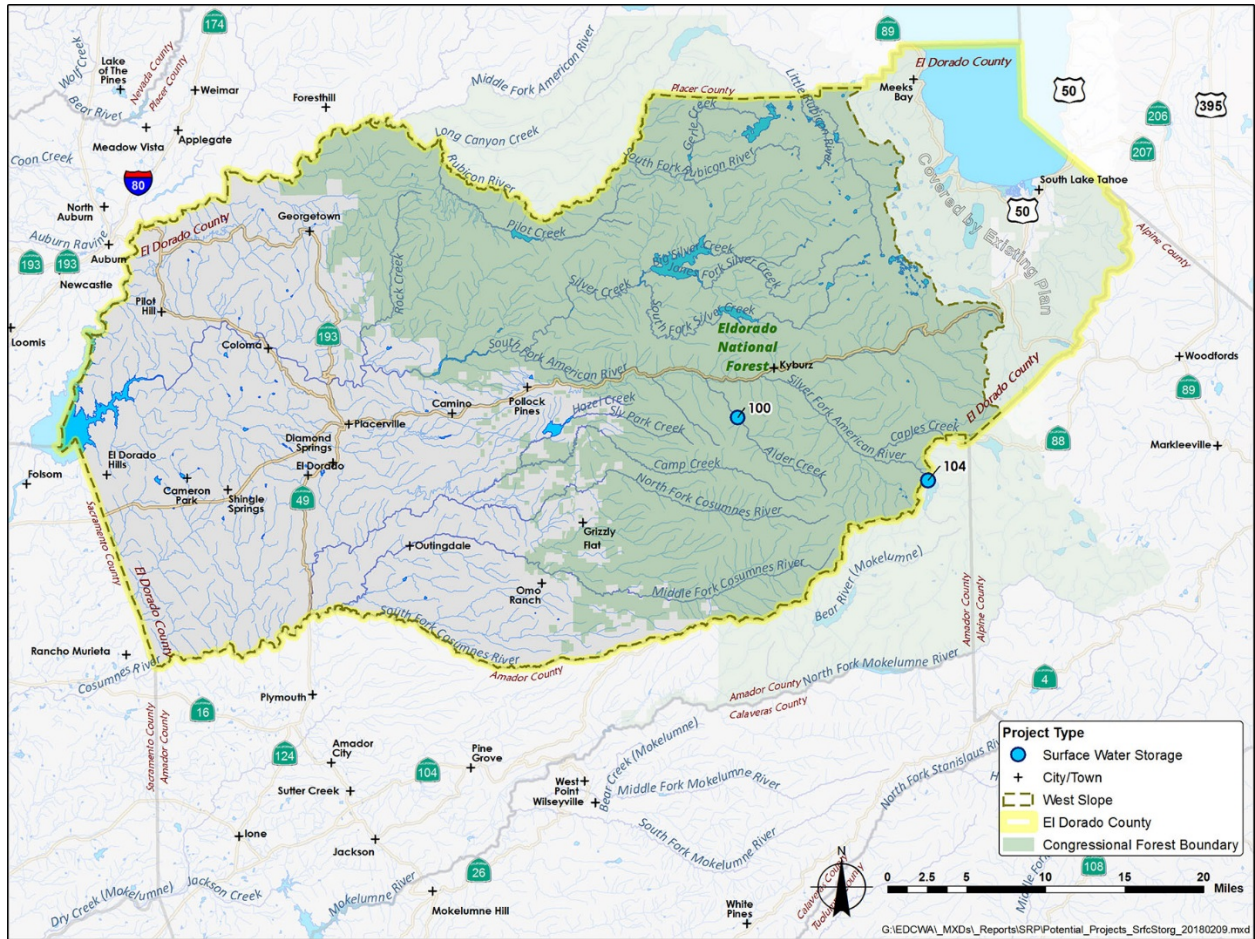 174
Wolf Creek
Lake
of The
Pines
Nevada County
Placer County
Weimar
Bear River
Foresthill
Middle Fork American River
Meadow Vista
Applegate
Coon Creek
80
Long Canyon Creek
Rubicon River
Placer County
89
Meeks
Bay
El Dorado County
50
395
206
207
Little Rubicon River
Gerle Creek
South Fork Rubicon River
North
Auburn
Auburn Ravine
Auburn
193
193
Newcastle
El Dorado County
Georgetown
Pilot Creek
South Lake Tahoe
50
Covered by Existing Plan
Alpine County
Loomis
Pilot
Hill
Rock Creek
Silver Creek
Big Silver Creek
Jones Fork Silver Creek
South
Fork Silver Creek
193
Coloma
Eldorado
National
Forest
South Fork American River
Kyburz
Woodfords
89
Camino
Pollock
Pines
Hazel Creek
Sly Park Creek
100
Silver Fork American River
Caples Creek
El Dorado County
88
Markleeville
Placerville
Diamond
Springs
El Dorado
El Dorado
Hills
Folsom
Cameron
Park
Shingle
Springs
49
Camp Creek
Alder Creek
104
North Fork Cosumnes River
Grizzly
Flat
Outingdale
Omo
Ranch
Middle Fork Cosumnes River
Bear River (Mokelumne)
Sacramento County
El Dorado County
South Fork Cosumnes River
Rancho Murieta
Cosumnes River
Amador County
Amador County
Alpine County
North Fork Mokelumne River
Amador County
Calaveras County
4
Plymouth
16
Sacramento County
Amador County
124
Amador
City
104
Pine
Grove
Sutter Creek
West
Point
Wilseyville
Bear Creek (Mokelumne)
Middle Fork Mokelumne River
South Fork Mokelumne River
North Fork Stanislaus River
Ione
Jackson
Dry Creek (Mokelumne)
Jackson Creek
Mokelumne River
26
Mokelumne Hill
White
Pines
Calaveras County
Tuolumne County
Project Type
Surface Water Storage
City/Town
West Slope
El Dorado County
Congressional Forest Boundary
108
N
0 2.5 5 10 15 20
Miles
G:\EDCWA\_MXDs\_Reports\SRP\Potential_Projects_SrfcStorg_20180209.mxd